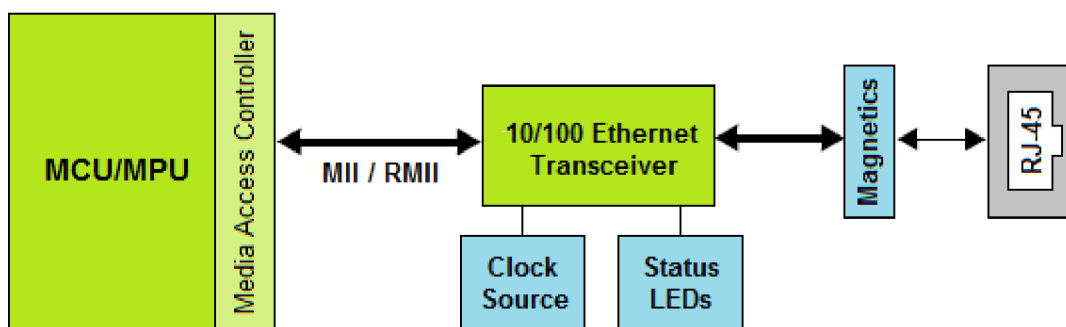 MCU/MPU
Media Access Controller
MII / RMII
10/100 Ethernet
Transceiver
Clock
Source
Status
LEDs
Magnetics
RJ-45